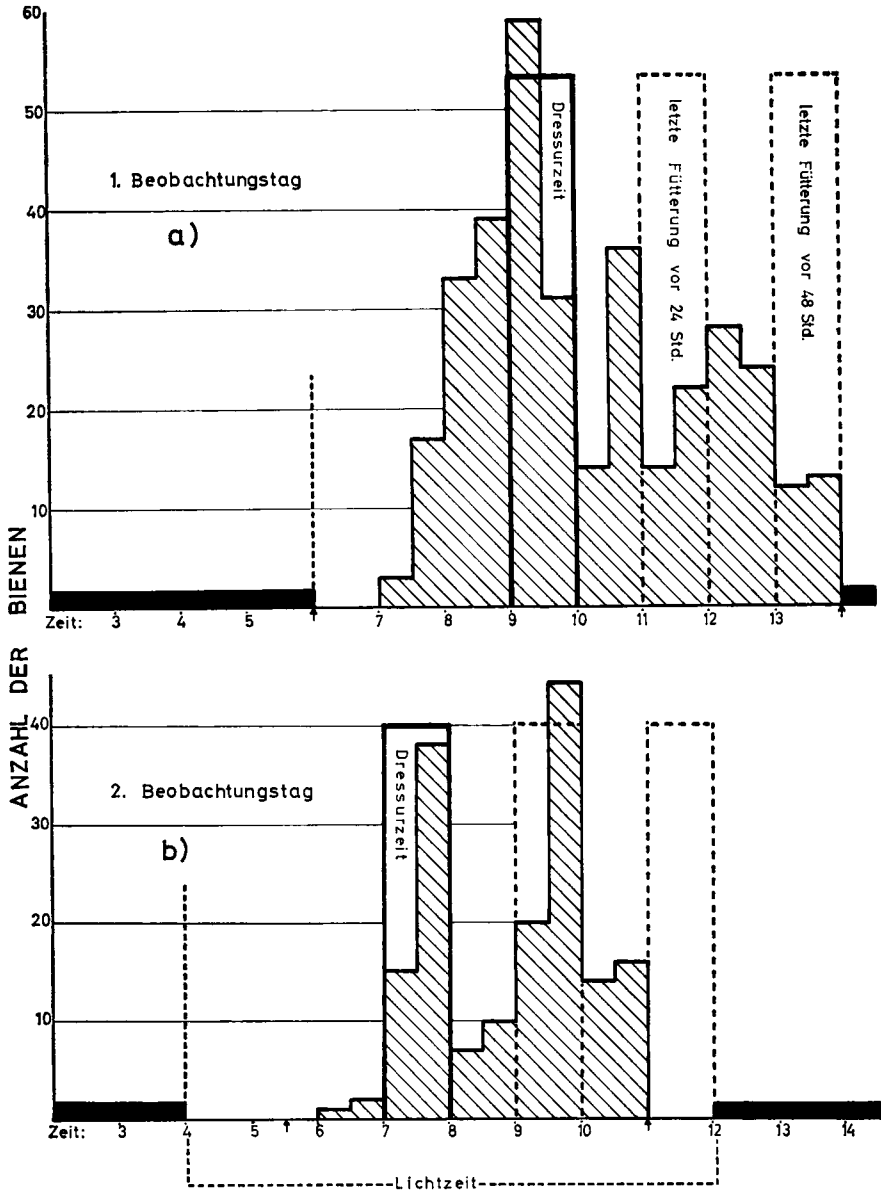 ANZAHL DER BIENEN
60
50
40
30
20
10
1. Beobachtungstag
a)
Dressurzeit
letzte Fütterung vor 24 Std.
letzte Fütterung vor 48 Std.
Zeit: 3 4 5 7 8 9 10 11 12 13
40
30
20
10
2. Beobachtungstag
b)
Dressurzeit
Zeit: 3 4 5 6 7 8 9 10 12 13 14
Lichtzeit